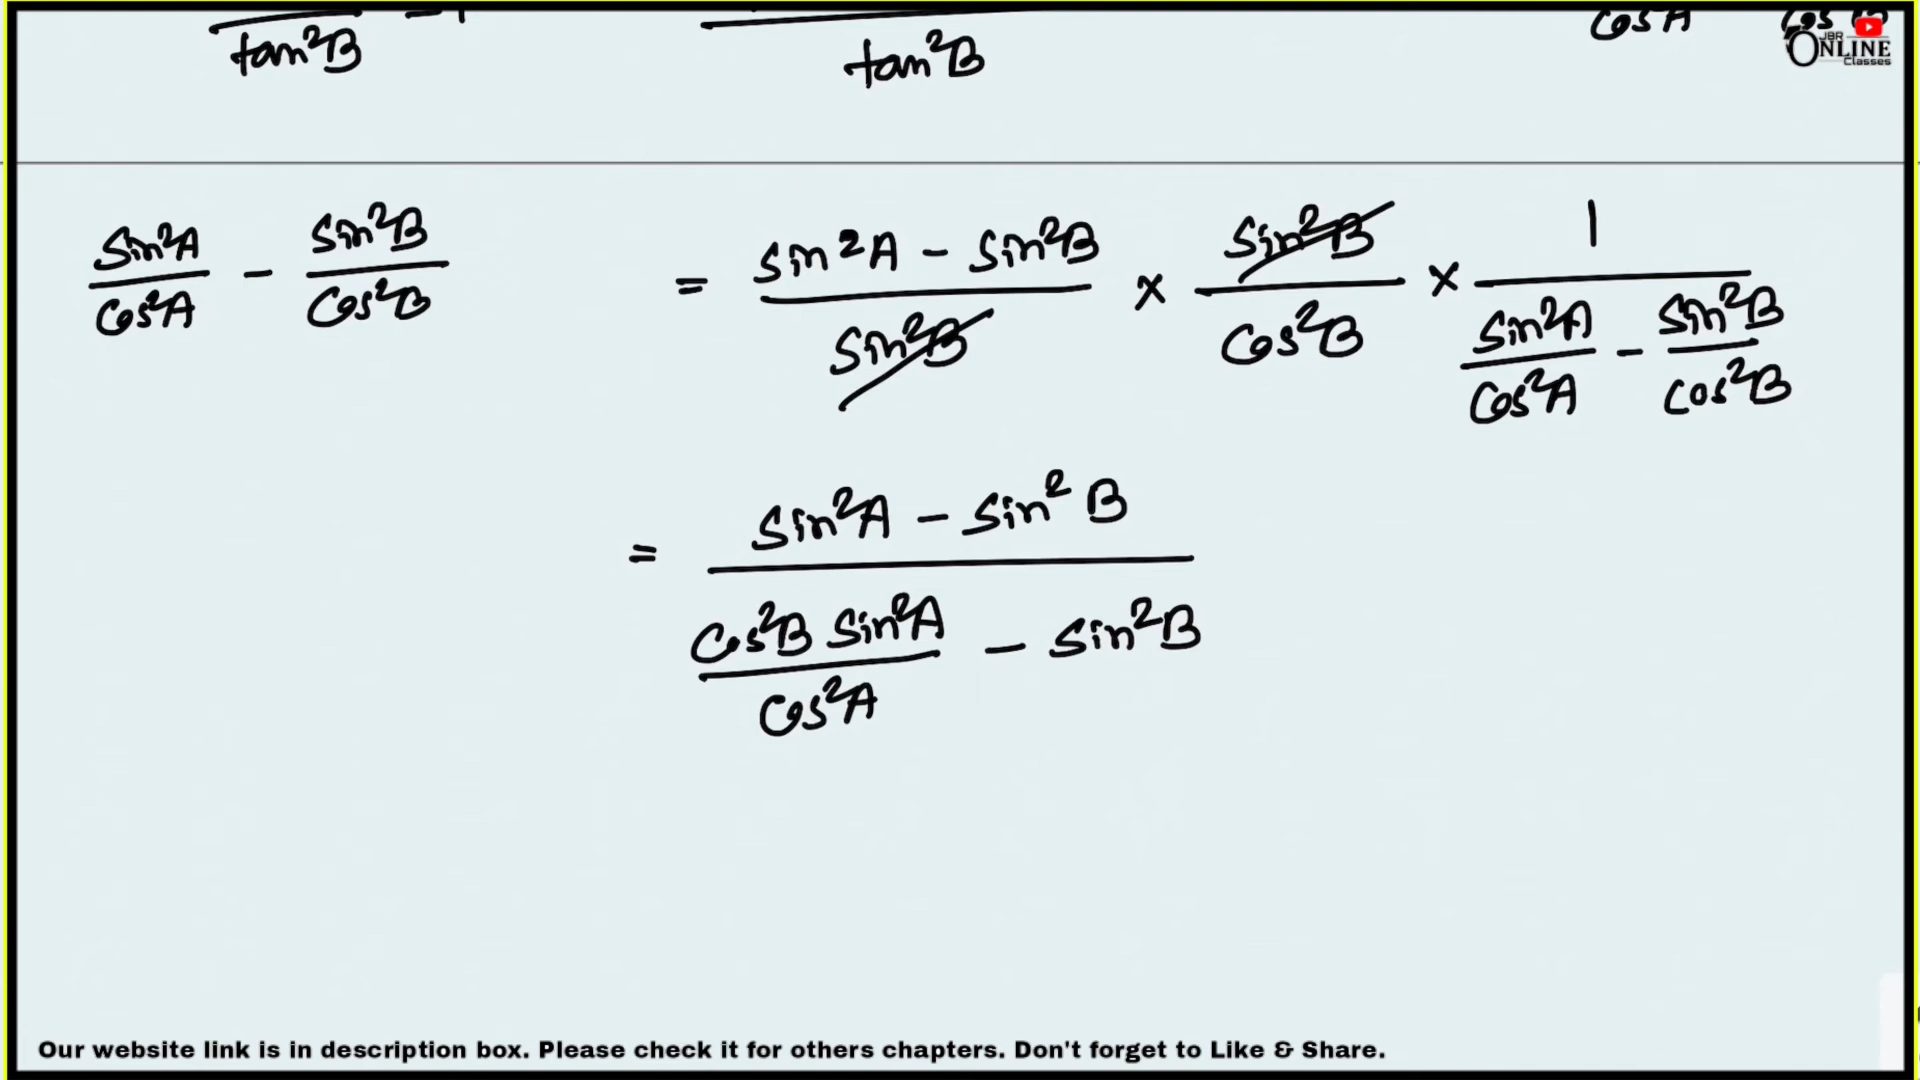 tan²B tan²B cos²A
JBR
ONLINE
Classes
Sin²A/Cos²A - Sin²B/Cos²B = Sin²A - Sin²B/Sin²B × Sin²B/Cos²B × 1/(Sin²A/Cos²A - Sin²B/Cos²B)
= Sin²A - Sin²B
Cos²B Sin²A/Cos²A - Sin²B
Our website link is in description box. Please check it for others chapters. Don't forget to Like & Share.